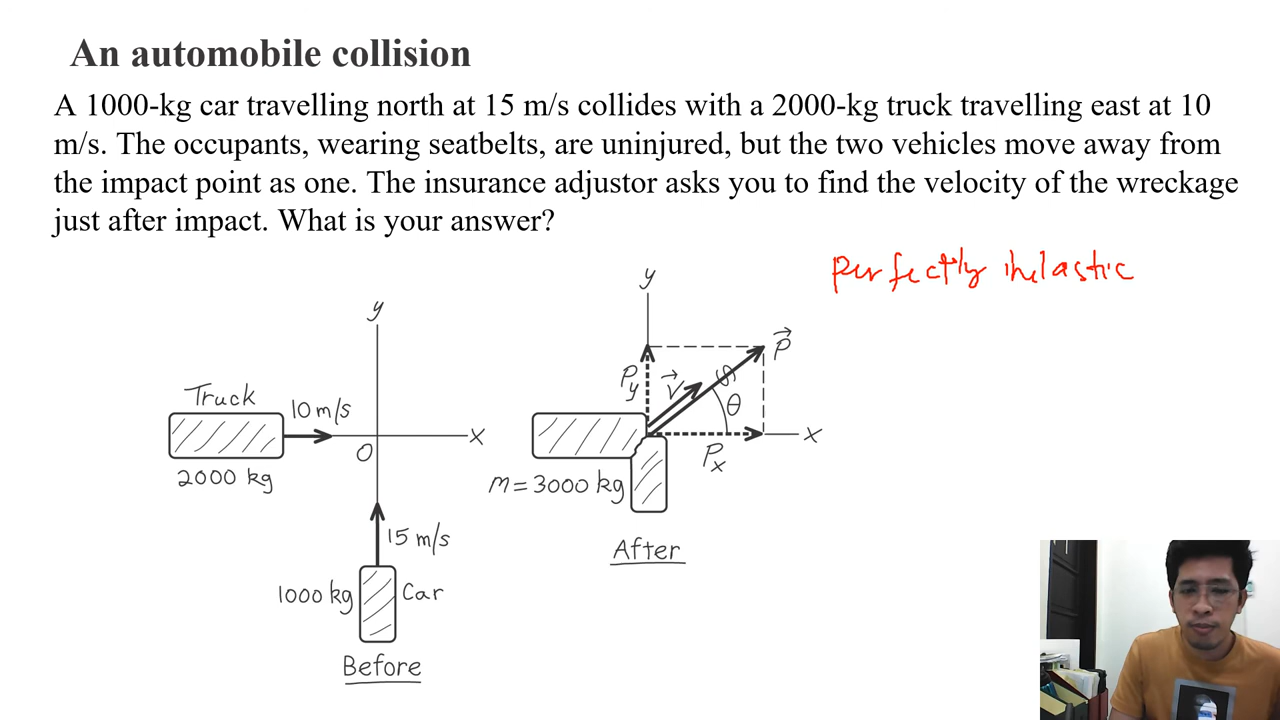 An automobile collision
A 1000-kg car travelling north at 15 m/s collides with a 2000-kg truck travelling east at 10
m/s. The occupants, wearing seatbelts, are uninjured, but the two vehicles move away from
the impact point as one. The insurance adjustor asks you to find the velocity of the wreckage
just after impact. What is your answer?
perfectly inelastic
y
Truck
10 m/s
x
O
2000 kg
15 m/s
1000 kg
Car
Before
y
P⃗
P_y
V⃗
θ
x
P_x
m = 3000 kg
After